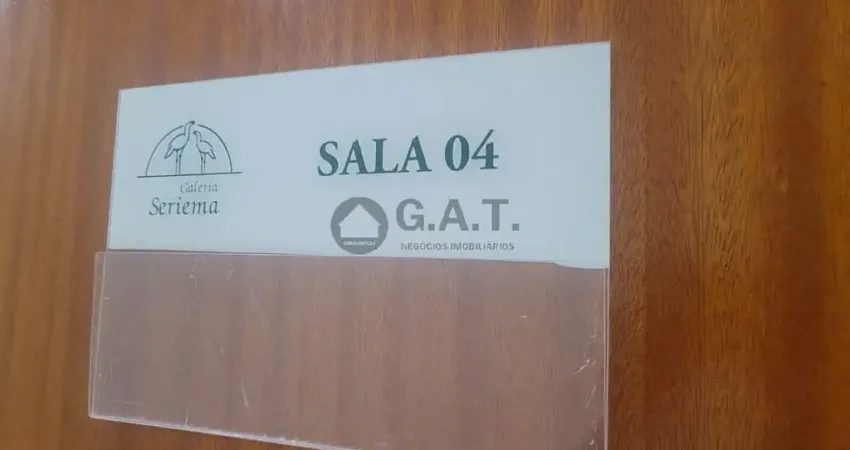 Galeria
Seriema
SALA 04
G.A.T.
NEGÓCIOS IMOBILIÁRIOS